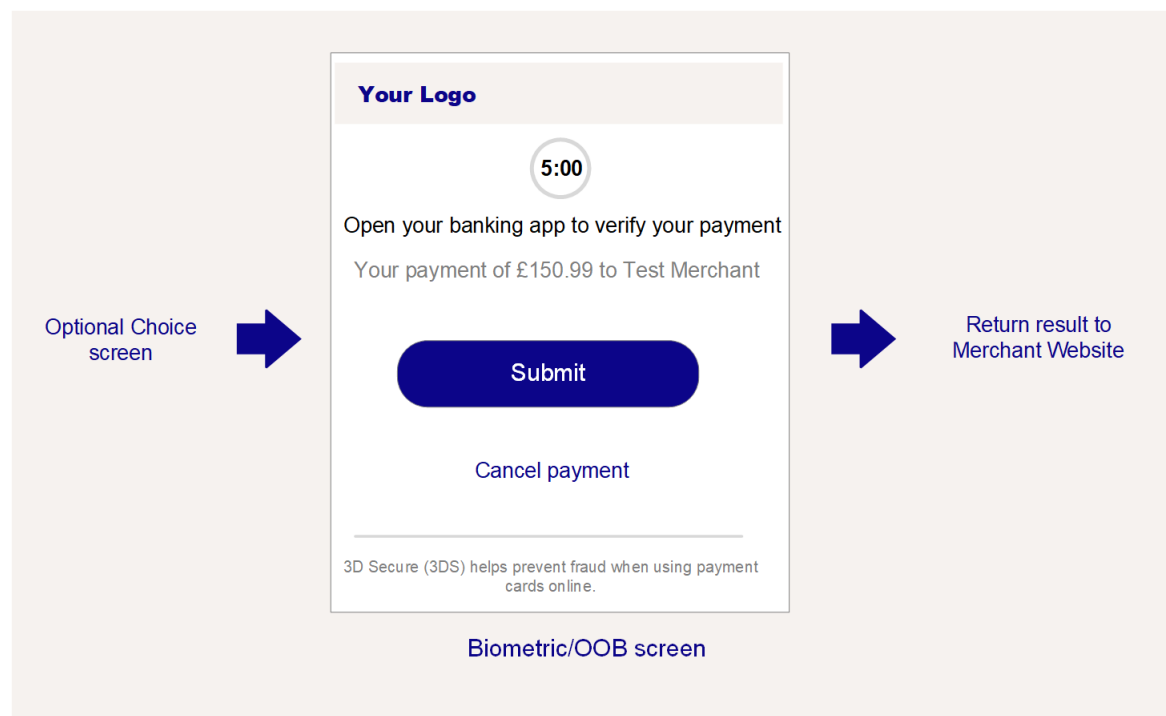 Your Logo
5:00
Open your banking app to verify your payment
Your payment of £150.99 to Test Merchant
Optional Choice
screen
Submit
Return result to
Merchant Website
Cancel payment
3D Secure (3DS) helps prevent fraud when using payment
cards online.
Biometric/OOB screen